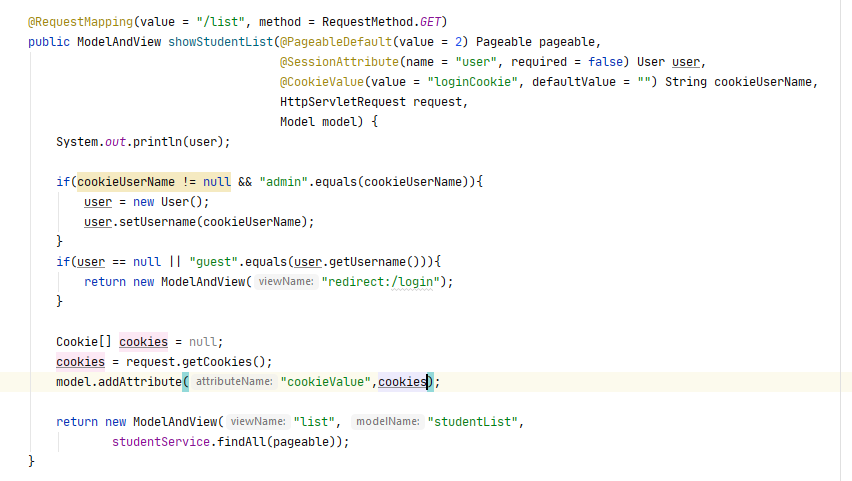 @RequestMapping(value = "/list", method = RequestMethod.GET)
public ModelAndView showStudentList(@PageableDefault(value = 2) Pageable pageable,
@SessionAttribute(name = "user", required = false) User user,
@CookieValue(value = "loginCookie", defaultValue = "") String cookieUserName,
HttpServletRequest request,
Model model) {
System.out.println(user);
if(cookieUserName != null && "admin".equals(cookieUserName)){
user = new User();
user.setUsername(cookieUserName);
}
if(user == null || "guest".equals(user.getUsername())){
return new ModelAndView( viewName: "redirect:/login");
}
Cookie[] cookies = null;
cookies = request.getCookies();
model.addAttribute( attributeName: "cookieValue",cookies);
return new ModelAndView( viewName: "list", modelName: "studentList",
studentService.findAll(pageable));
}